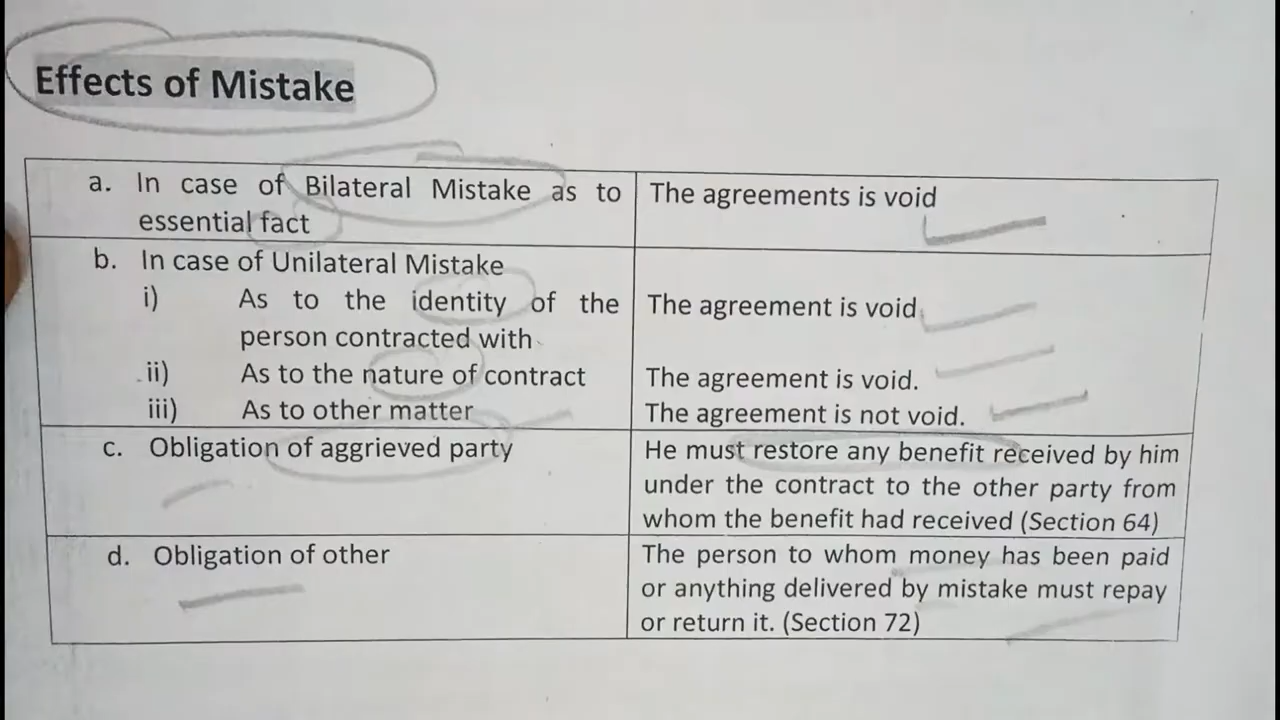 Effects of Mistake
a. In case of Bilateral Mistake as to
essential fact
The agreements is void
b. In case of Unilateral Mistake
i) As to the identity of the
person contracted with
The agreement is void
ii) As to the nature of contract
The agreement is void.
iii) As to other matter
The agreement is not void.
c. Obligation of aggrieved party
He must restore any benefit received by him
under the contract to the other party from
whom the benefit had received (Section 64)
d. Obligation of other
The person to whom money has been paid
or anything delivered by mistake must repay
or return it. (Section 72)